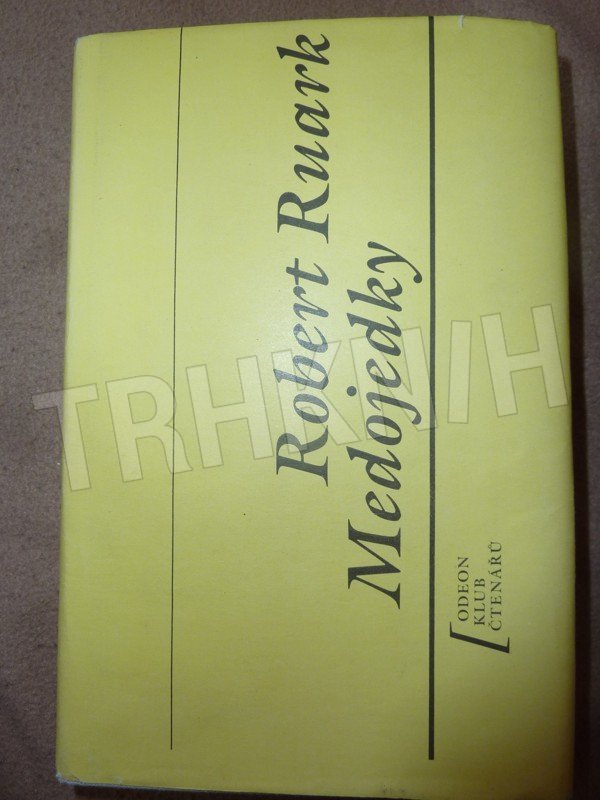 Robert Ruark
Medojedky
ODEON
KLUB
ČTENÁŘŮ
TRHKNIH